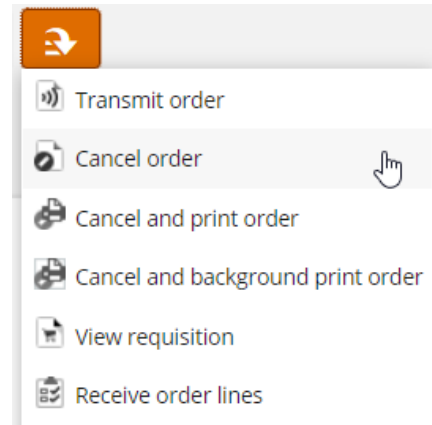 Transmit order
Cancel order
Cancel and print order
Cancel and background print order
View requisition
Receive order lines